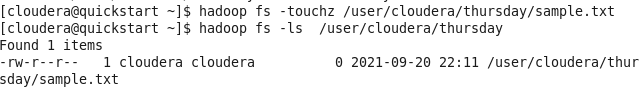 [cloudera@quickstart ~]$ hadoop fs -touchz /user/cloudera/thursday/sample.txt
[cloudera@quickstart ~]$ hadoop fs -ls  /user/cloudera/thursday
Found 1 items
-rw-r--r--   1 cloudera cloudera          0 2021-09-20 22:11 /user/cloudera/thur
sday/sample.txt